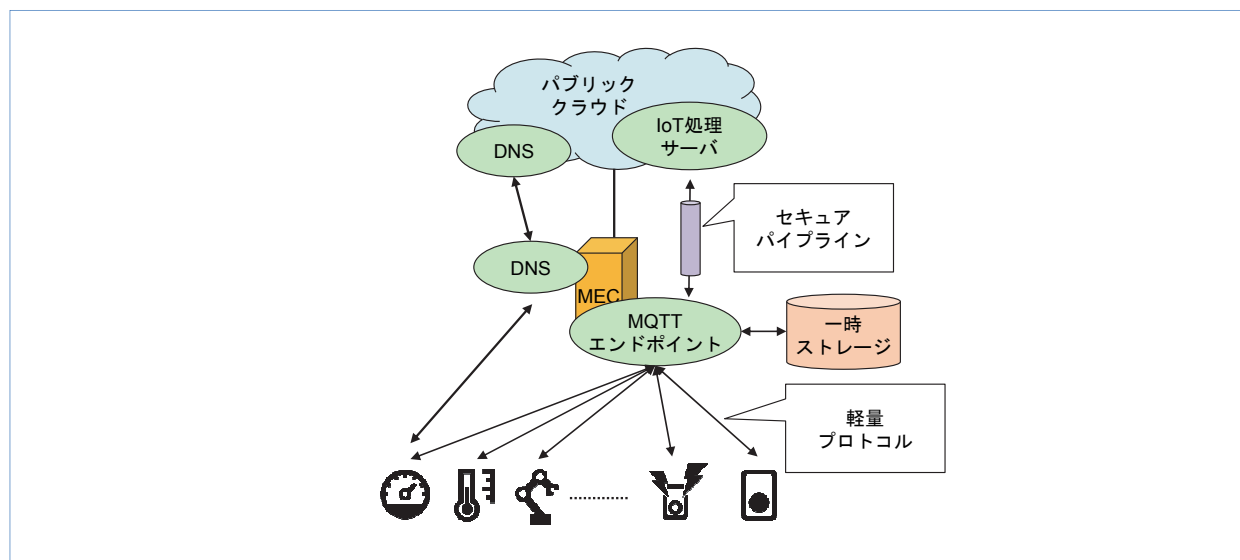 パブリック
クラウド
IoT処理
サーバ
DNS
セキュア
パイプライン
DNS
MEC
MQTT
エンドポイント
一時
ストレージ
軽量
プロトコル